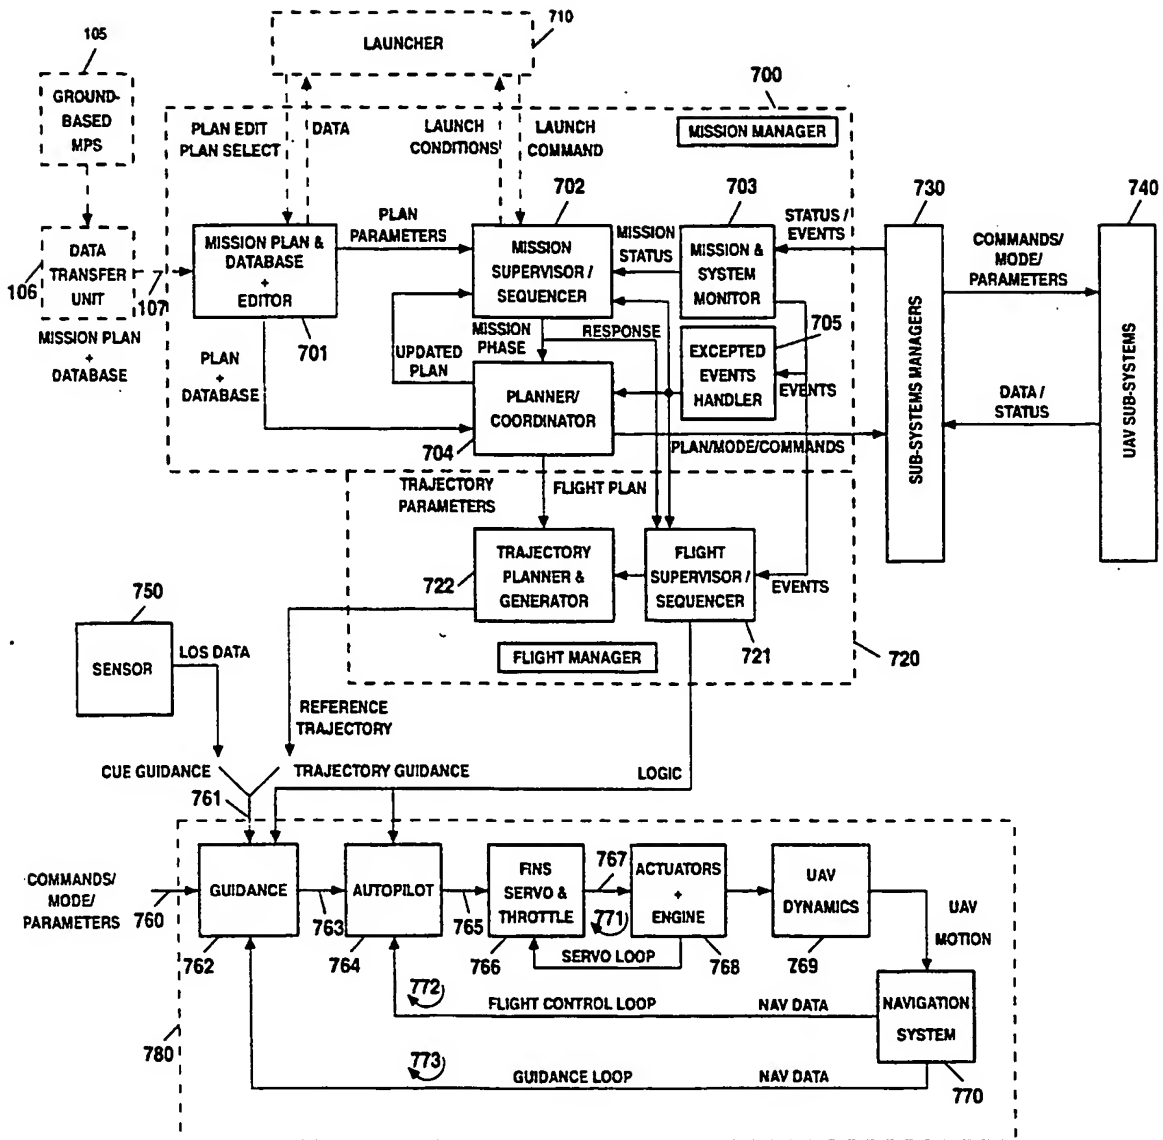 105
710
LAUNCHER
GROUND-
BASED
MPS
700
PLAN EDIT
PLAN SELECT
DATA
LAUNCH
CONDITIONS
LAUNCH
COMMAND
MISSION MANAGER
702
703
730
740
DATA
TRANSFER
UNIT
106
107
MISSION PLAN
+
DATABASE
MISSION PLAN &
DATABASE
+
EDITOR
701
PLAN
PARAMETERS
MISSION
SUPERVISOR /
SEQUENCER
MISSION
STATUS
MISSION &
SYSTEM
MONITOR
STATUS /
EVENTS
COMMANDS/
MODE/
PARAMETERS
MISSION
PHASE
RESPONSE
705
UPDATED
PLAN
EXCEPTED
EVENTS
HANDLER
EVENTS
PLAN
+
DATABASE
PLANNER/
COORDINATOR
704
PLAN/MODE/COMMANDS
SUB-SYSTEMS MANAGERS
DATA /
STATUS
UAV SUB-SYSTEMS
TRAJECTORY
PARAMETERS
FLIGHT PLAN
722
TRAJECTORY
PLANNER &
GENERATOR
FLIGHT
SUPERVISOR /
SEQUENCER
EVENTS
721
720
FLIGHT MANAGER
750
SENSOR
LOS DATA
REFERENCE
TRAJECTORY
CUE GUIDANCE
TRAJECTORY GUIDANCE
LOGIC
761
COMMANDS/
MODE/
PARAMETERS
760
GUIDANCE
762
763
AUTOPILOT
764
765
FINS
SERVO &
THROTTLE
766
767
771
ACTUATORS
+
ENGINE
768
SERVO LOOP
UAV
DYNAMICS
769
UAV
MOTION
772
FLIGHT CONTROL LOOP
NAV DATA
NAVIGATION
SYSTEM
770
780
773
GUIDANCE LOOP
NAV DATA